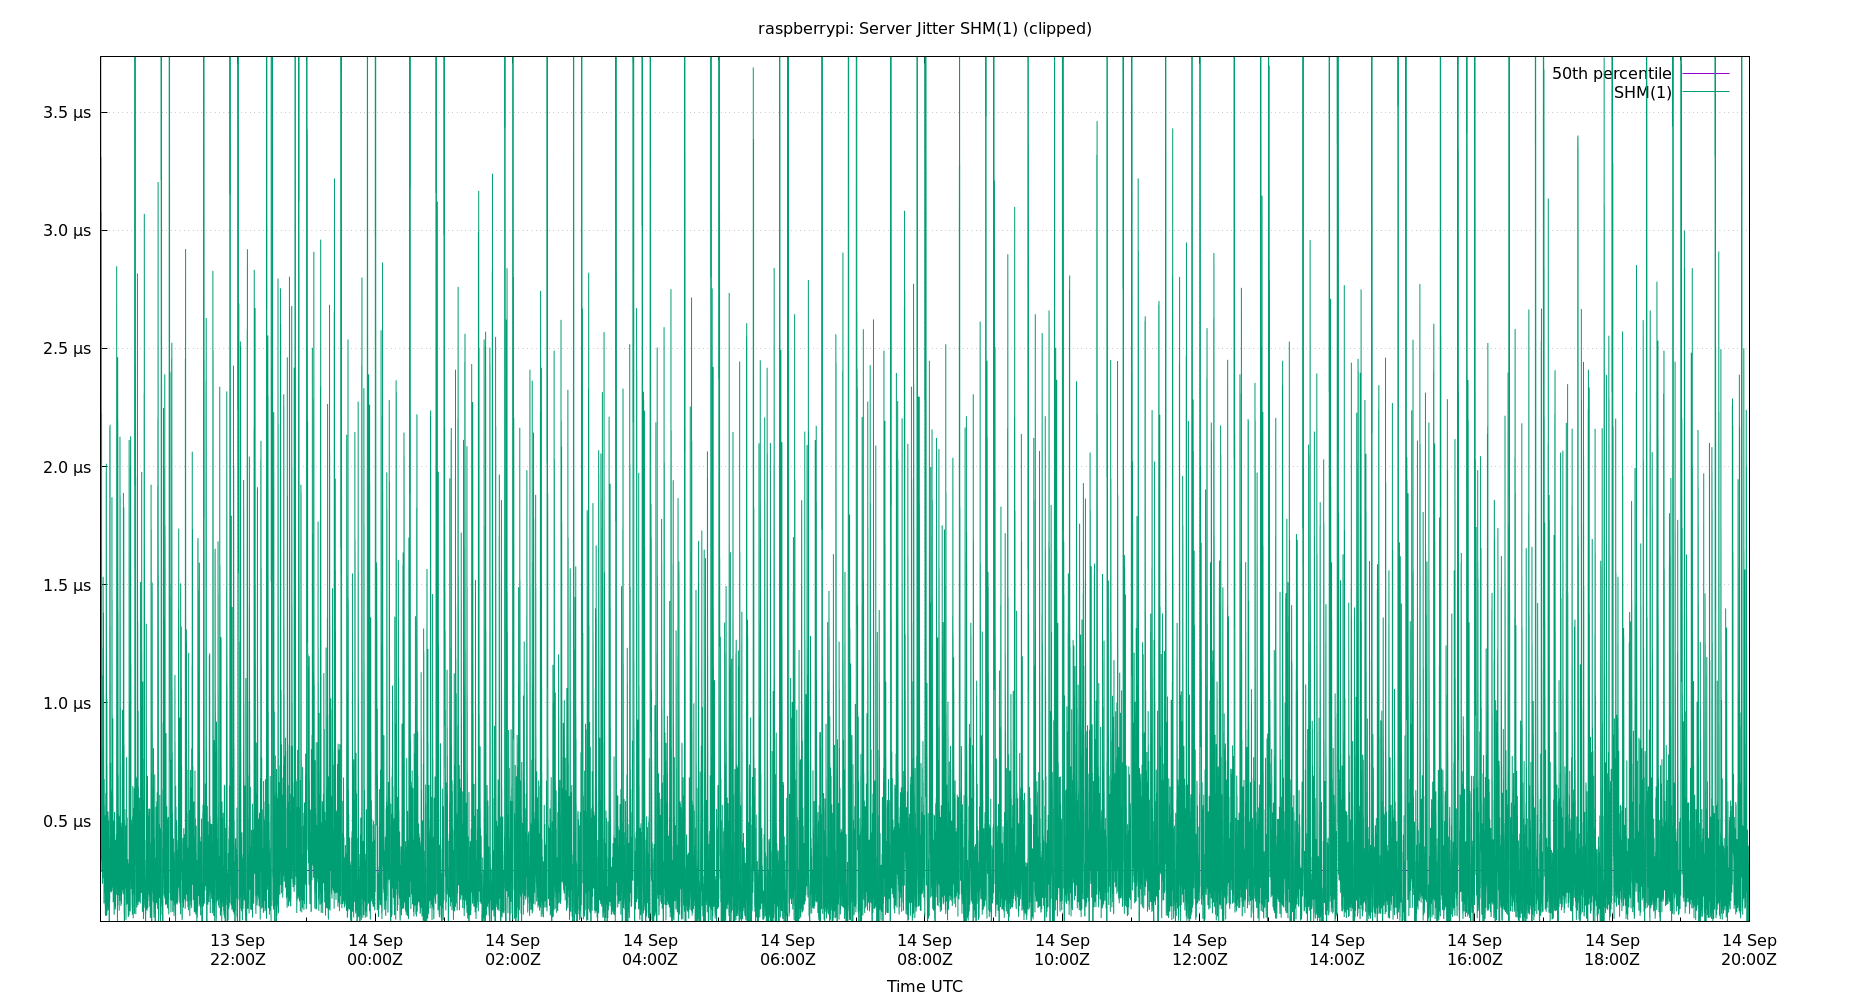 raspberrypi: Server Jitter SHM(1) (clipped)
50th percentile
SHM(1)
3.5 µs
3.0 µs
2.5 µs
2.0 µs
1.5 µs
1.0 µs
0.5 µs
13 Sep 14 Sep 14 Sep 14 Sep 14 Sep 14 Sep 14 Sep 14 Sep 14 Sep 14 Sep 14 Sep 14 Sep
22:00Z 00:00Z 02:00Z 04:00Z 06:00Z 08:00Z 10:00Z 12:00Z 14:00Z 16:00Z 18:00Z 20:00Z
Time UTC